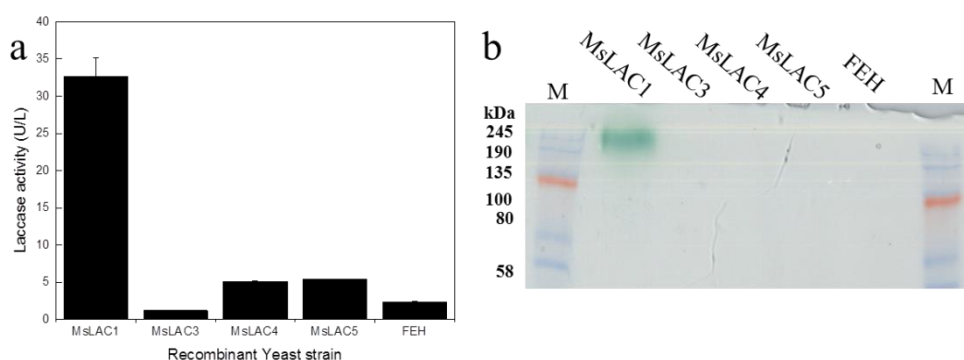 a
Laccase activity (U/L)
40
35
30
25
20
15
10
5
0
MsLAC1 MsLAC3 MsLAC4 MsLAC5 FEH
Recombinant Yeast strain
b
MsLAC1 MsLAC3 MsLAC4 MsLAC5 FEH
M M
kDa
245
190
135
100
80
58